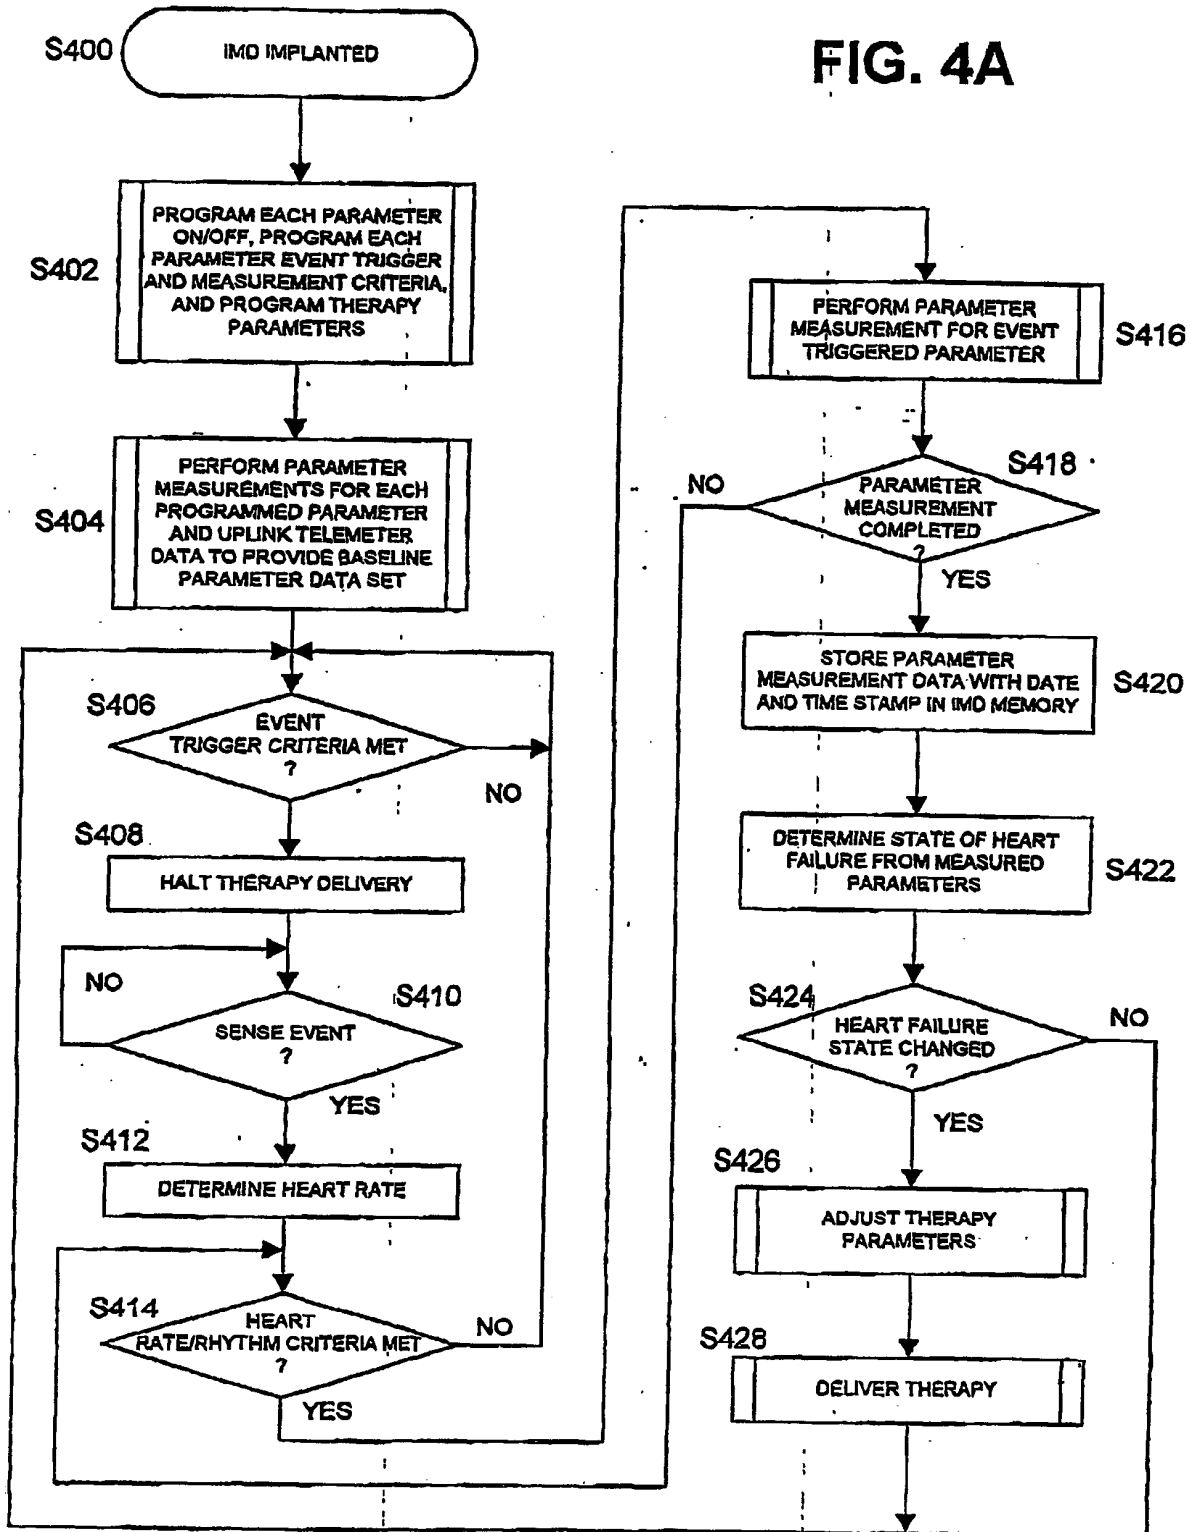 FIG. 4A
S400
IMD IMPLANTED
S402
PROGRAM EACH PARAMETER
ON/OFF, PROGRAM EACH
PARAMETER EVENT TRIGGER
AND MEASUREMENT CRITERIA,
AND PROGRAM THERAPY
PARAMETERS
S404
PERFORM PARAMETER
MEASUREMENTS FOR EACH
PROGRAMMED PARAMETER
AND UPLINK TELEMETER
DATA TO PROVIDE BASELINE
PARAMETER DATA SET
S406
EVENT
TRIGGER CRITERIA MET
?
NO
S408
HALT THERAPY DELIVERY
NO
S410
SENSE EVENT
?
YES
S412
DETERMINE HEART RATE
S414
HEART
RATE/RHYTHM CRITERIA MET
?
NO
YES
PERFORM PARAMETER
MEASUREMENT FOR EVENT
TRIGGERED PARAMETER
S416
S418
NO
PARAMETER
MEASUREMENT
COMPLETED
?
YES
STORE PARAMETER
MEASUREMENT DATA WITH DATE
AND TIME STAMP IN IMD MEMORY
S420
DETERMINE STATE OF HEART
FAILURE FROM MEASURED
PARAMETERS
S422
S424
HEART FAILURE
STATE CHANGED
?
NO
YES
S426
ADJUST THERAPY
PARAMETERS
S428
DELIVER THERAPY